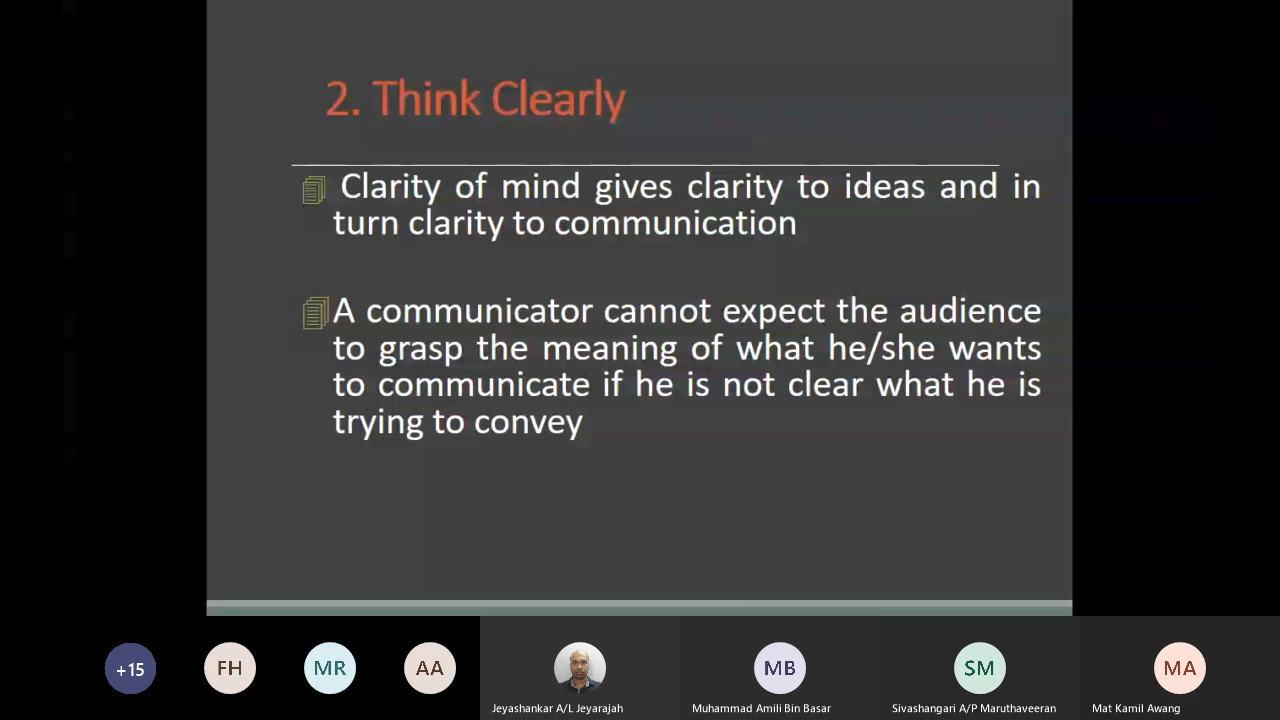 2. Think Clearly
Clarity of mind gives clarity to ideas and in
turn clarity to communication
A communicator cannot expect the audience
to grasp the meaning of what he/she wants
to communicate if he is not clear what he is
trying to convey
+15
FH
MR
AA
MB
SM
MA
Jeyashankar A/L Jeyarajah
Muhammad Amili Bin Basar
Sivashangari A/P Maruthaveeran
Mat Kamil Awang